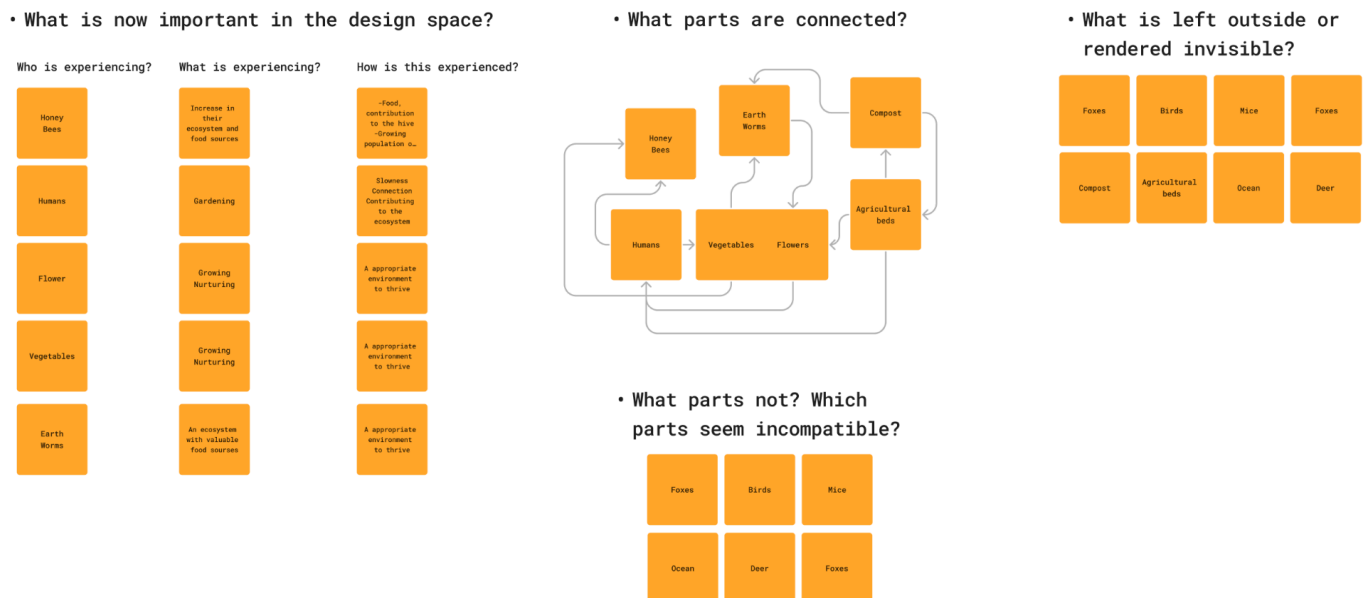 • What is now important in the design space?
Who is experiencing?
What is experiencing?
How is this experienced?
Honey
Bees
Increase in
their
ecosystem and
food sources
-Food,
contribution
to the hive
-Growing
population o…
Humans
Gardening
Slowness
Connection
Contributing
to the
ecosystem
Flower
Growing
Nurturing
A appropriate
environment
to thrive
Vegetables
Growing
Nurturing
A appropriate
environment
to thrive
Earth
Worms
An ecosystem
with valuable
food sourses
A appropriate
environment
to thrive
• What parts are connected?
Honey
Bees
Earth
Worms
Compost
Agricultural
beds
Humans
Vegetables
Flowers
• What parts not? Which
parts seem incompatible?
Foxes
Birds
Mice
Ocean
Deer
Foxes
• What is left outside or
rendered invisible?
Foxes
Birds
Mice
Foxes
Compost
Agricultural
beds
Ocean
Deer